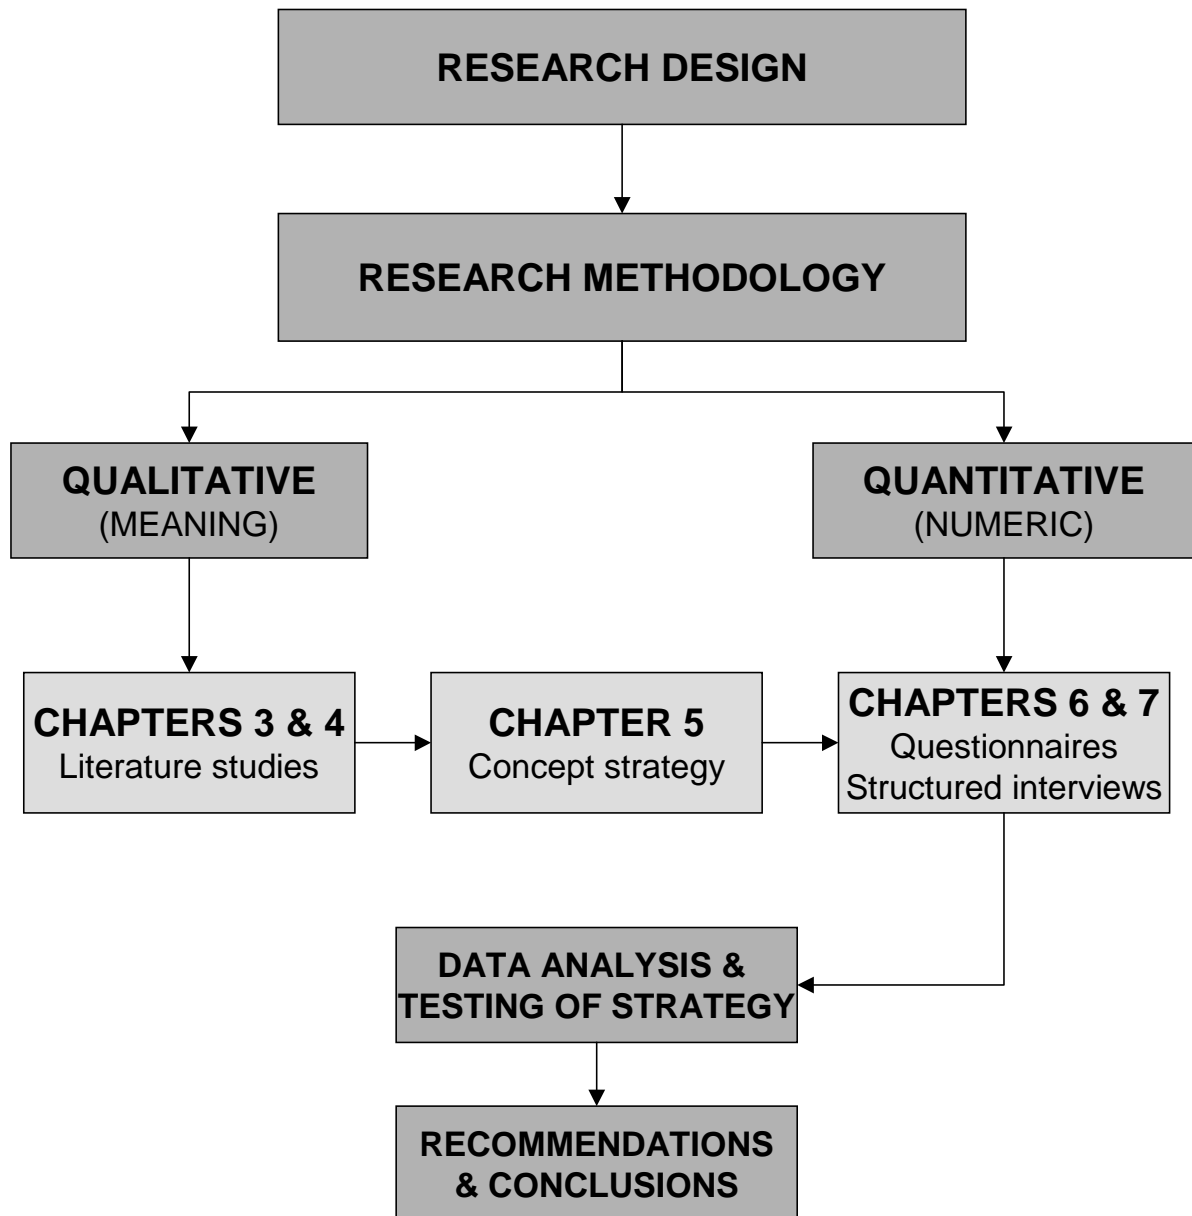 RESEARCH DESIGN
RESEARCH METHODOLOGY
QUALITATIVE
(MEANING)
QUANTITATIVE
(NUMERIC)
CHAPTERS 3 & 4
Literature studies
CHAPTER 5
Concept strategy
CHAPTERS 6 & 7
Questionnaires
Structured interviews
DATA ANALYSIS &
TESTING OF STRATEGY
RECOMMENDATIONS
& CONCLUSIONS